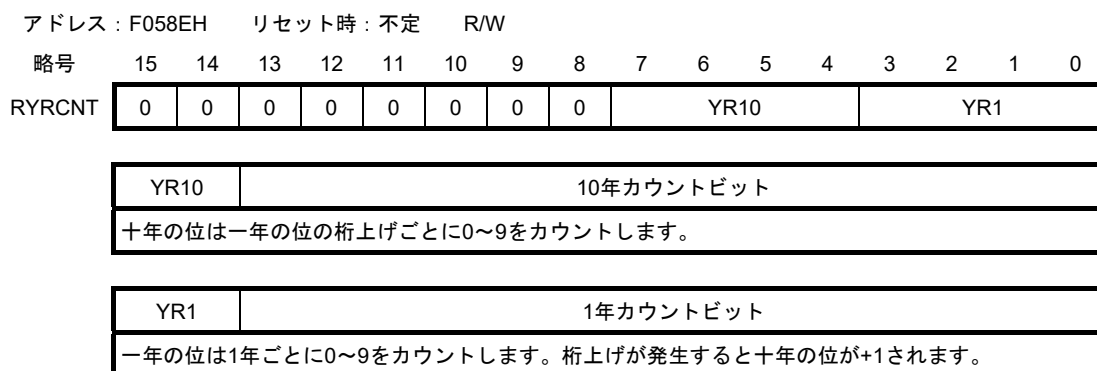 アドレス：F058EH リセット時：不定 R/W
略号 15 14 13 12 11 10 9 8 7 6 5 4 3 2 1 0
RYRCNT 0 0 0 0 0 0 0 0 YR10 YR1
YR10 10年カウントビット
十年の位は一年の位の桁上げごとに0～9をカウントします。
YR1 1年カウントビット
一年の位は1年ごとに0～9をカウントします。桁上げが発生すると十年の位が+1されます。